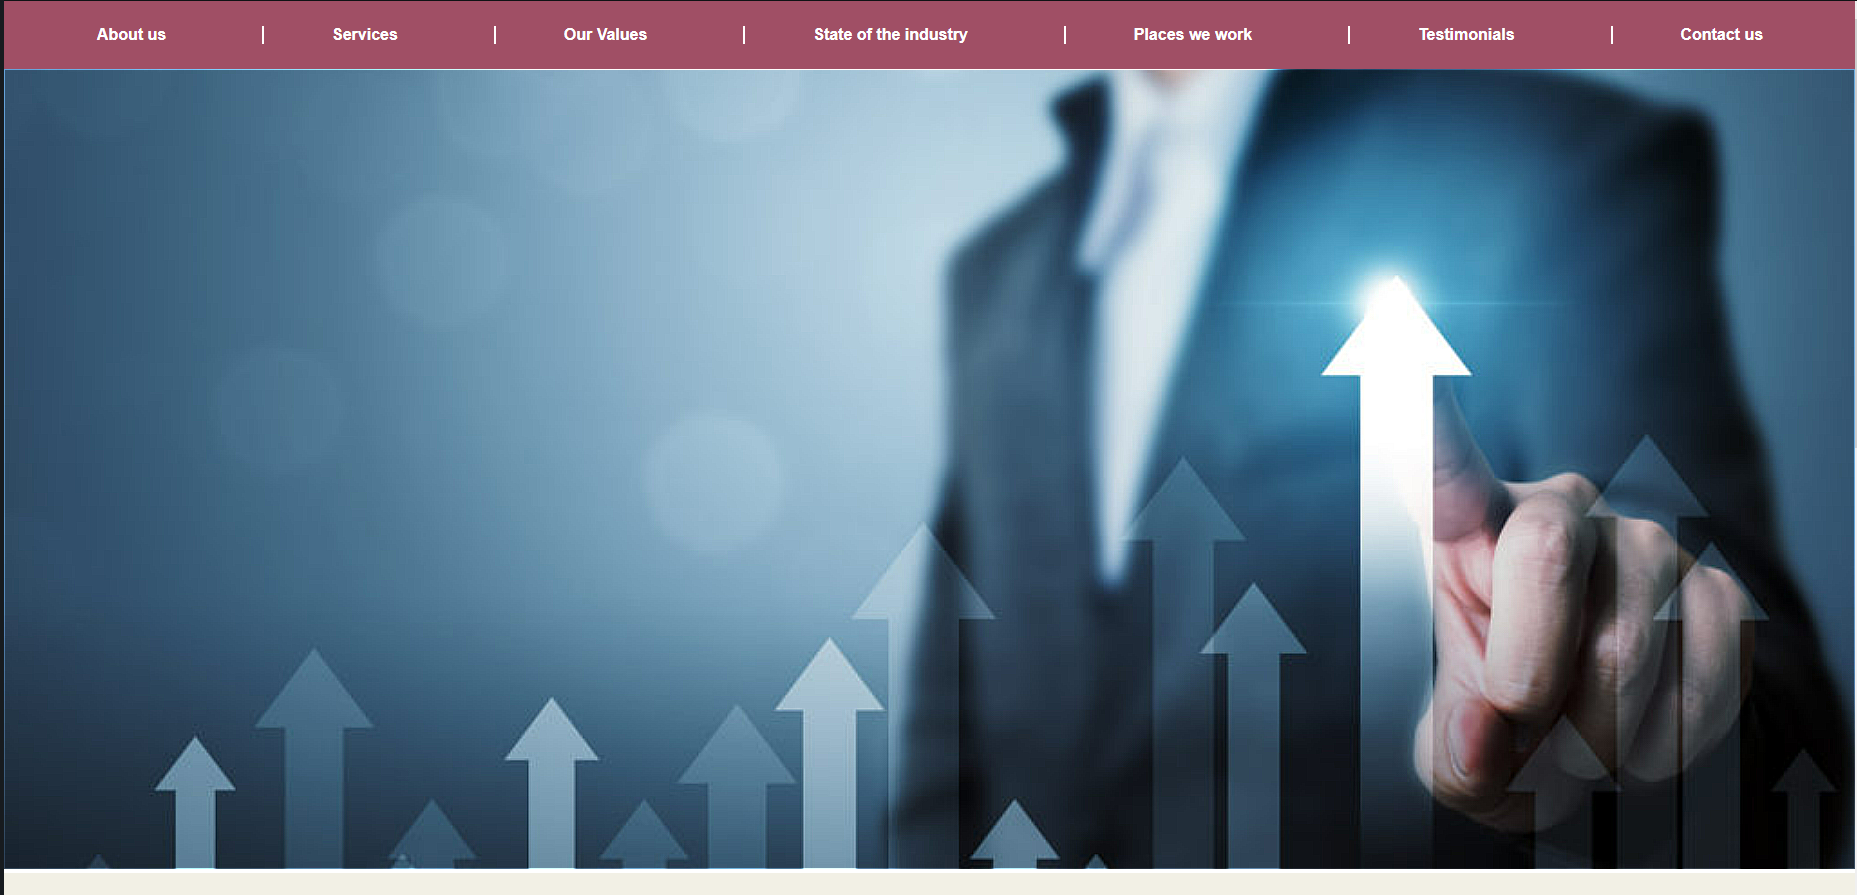 About us | Services | Our Values | State of the industry | Places we work | Testimonials | Contact us